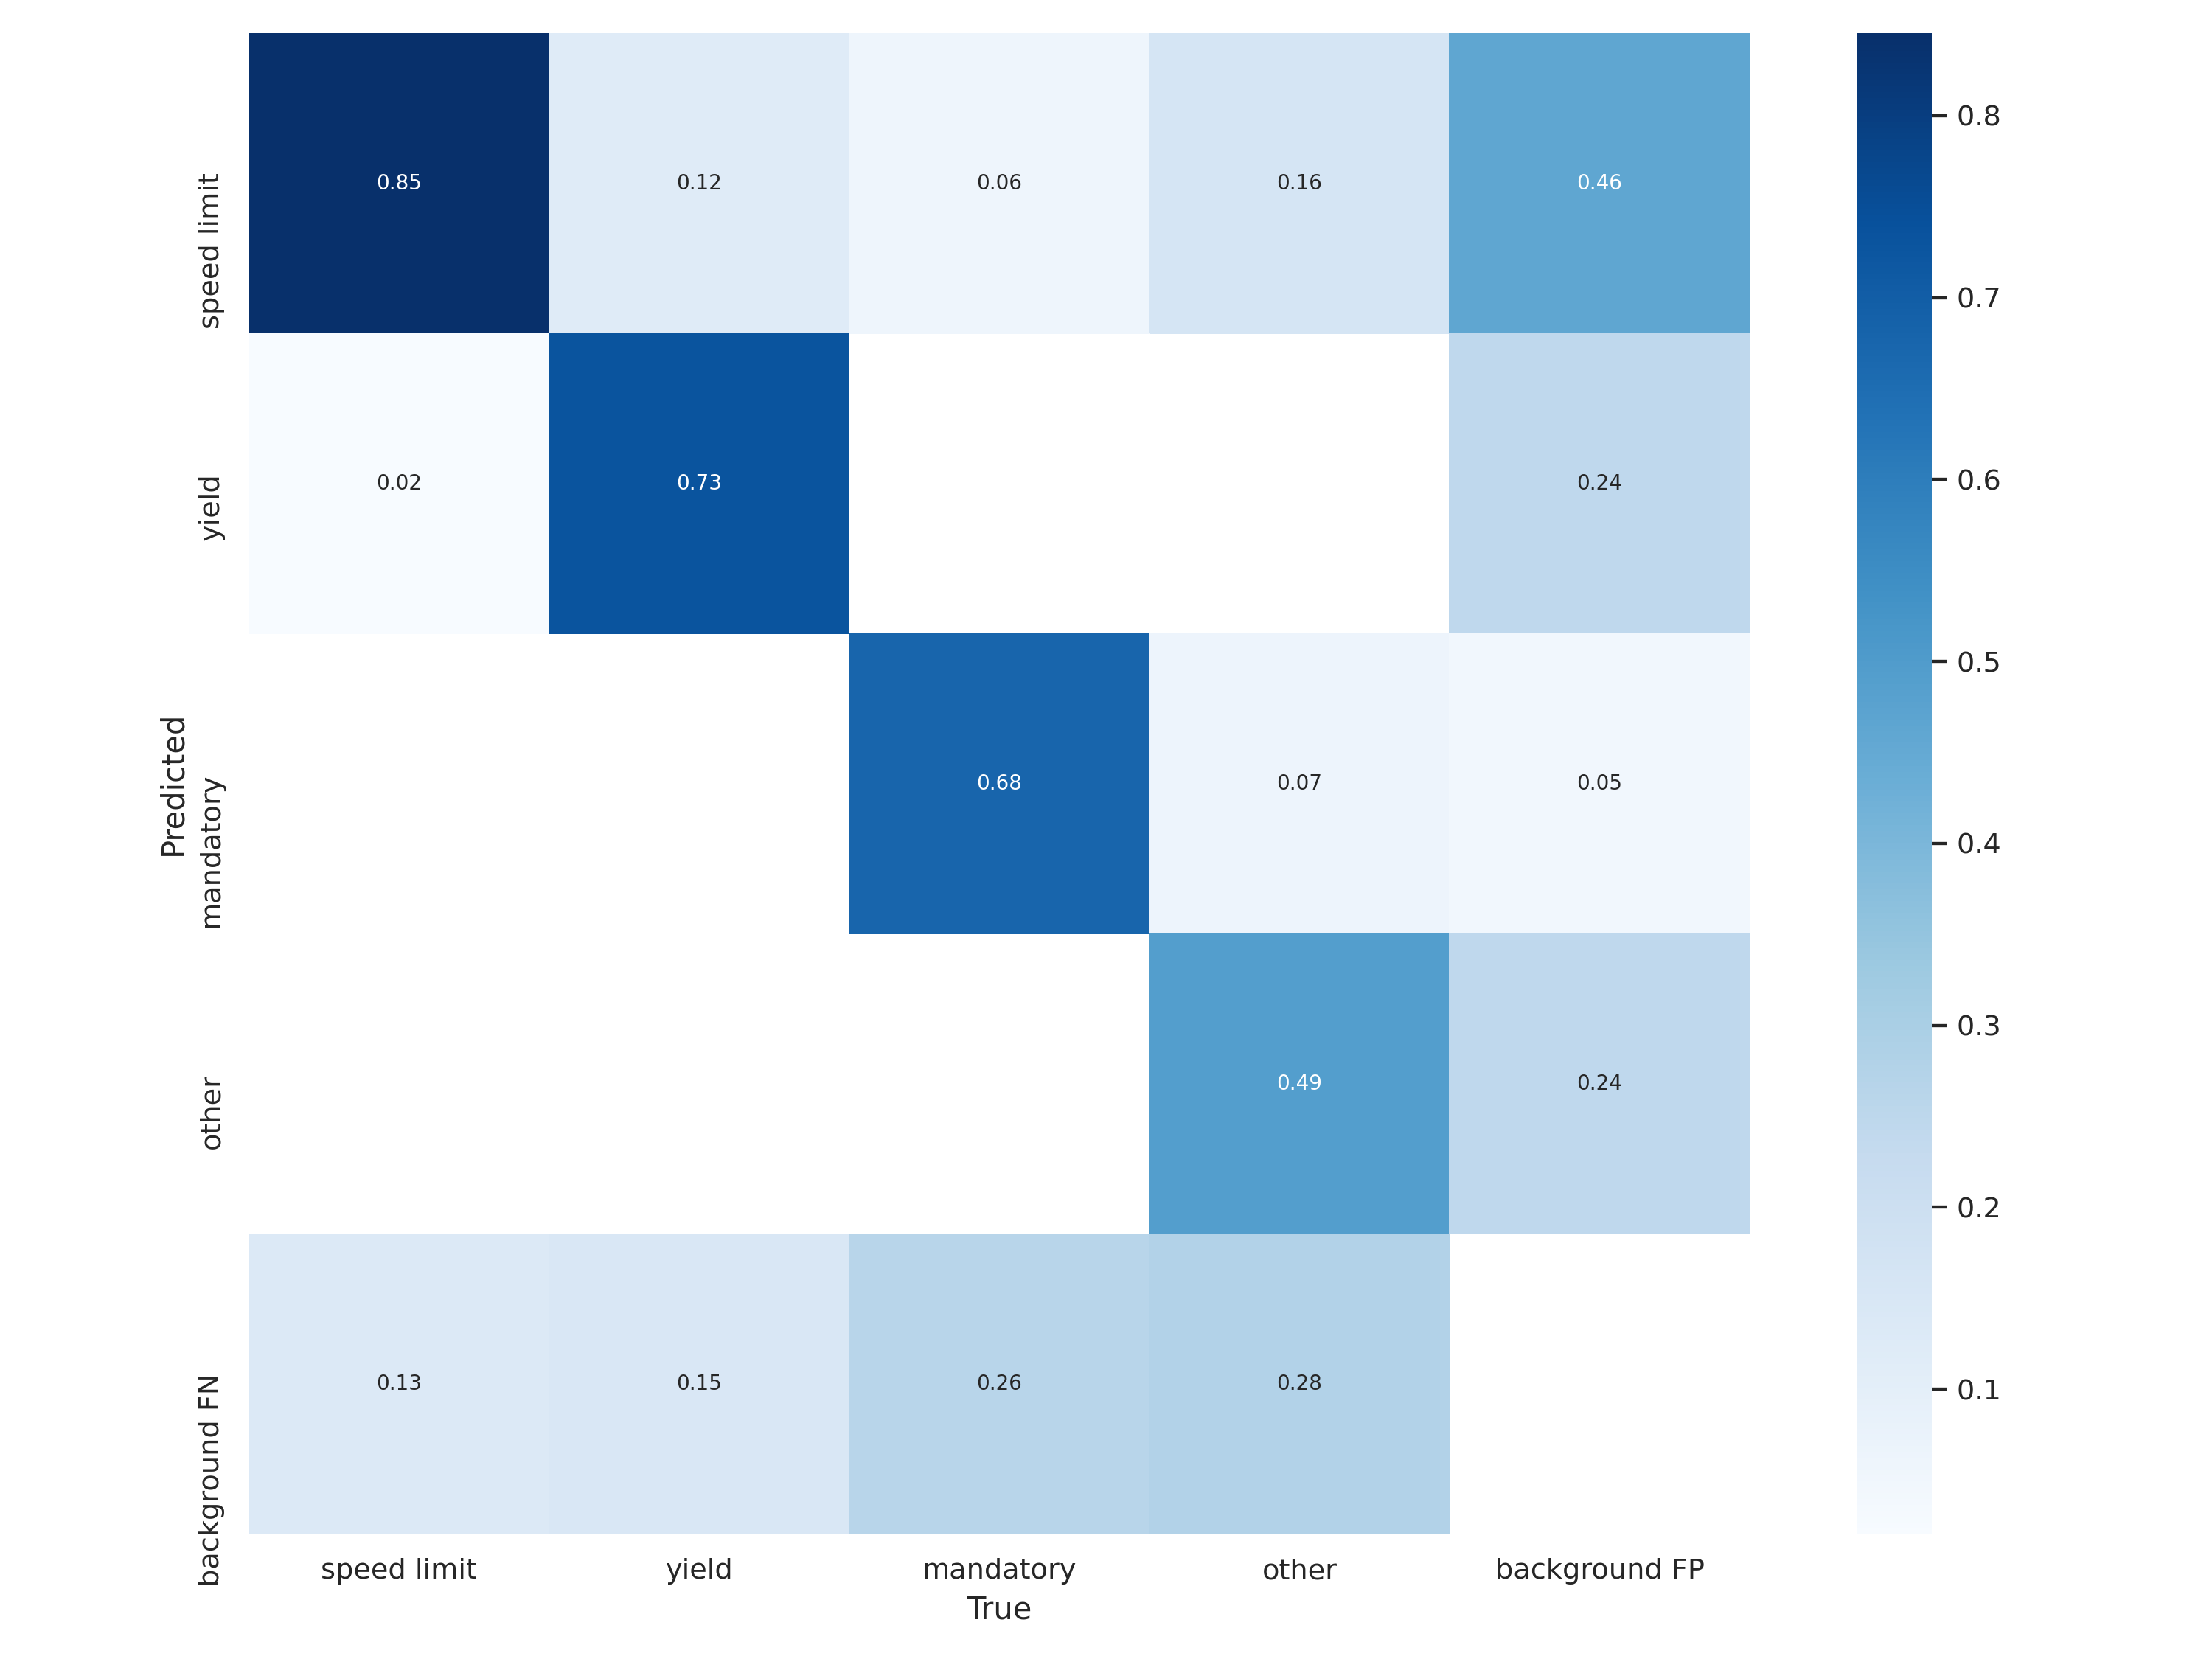 0.85 0.12 0.06 0.16 0.46
0.02 0.73 0.24
0.68 0.07 0.05
0.49 0.24
0.13 0.15 0.26 0.28
speed limit
yield
mandatory
other
background FN
Predicted
speed limit yield mandatory other background FP
True
0.8
0.7
0.6
0.5
0.4
0.3
0.2
0.1